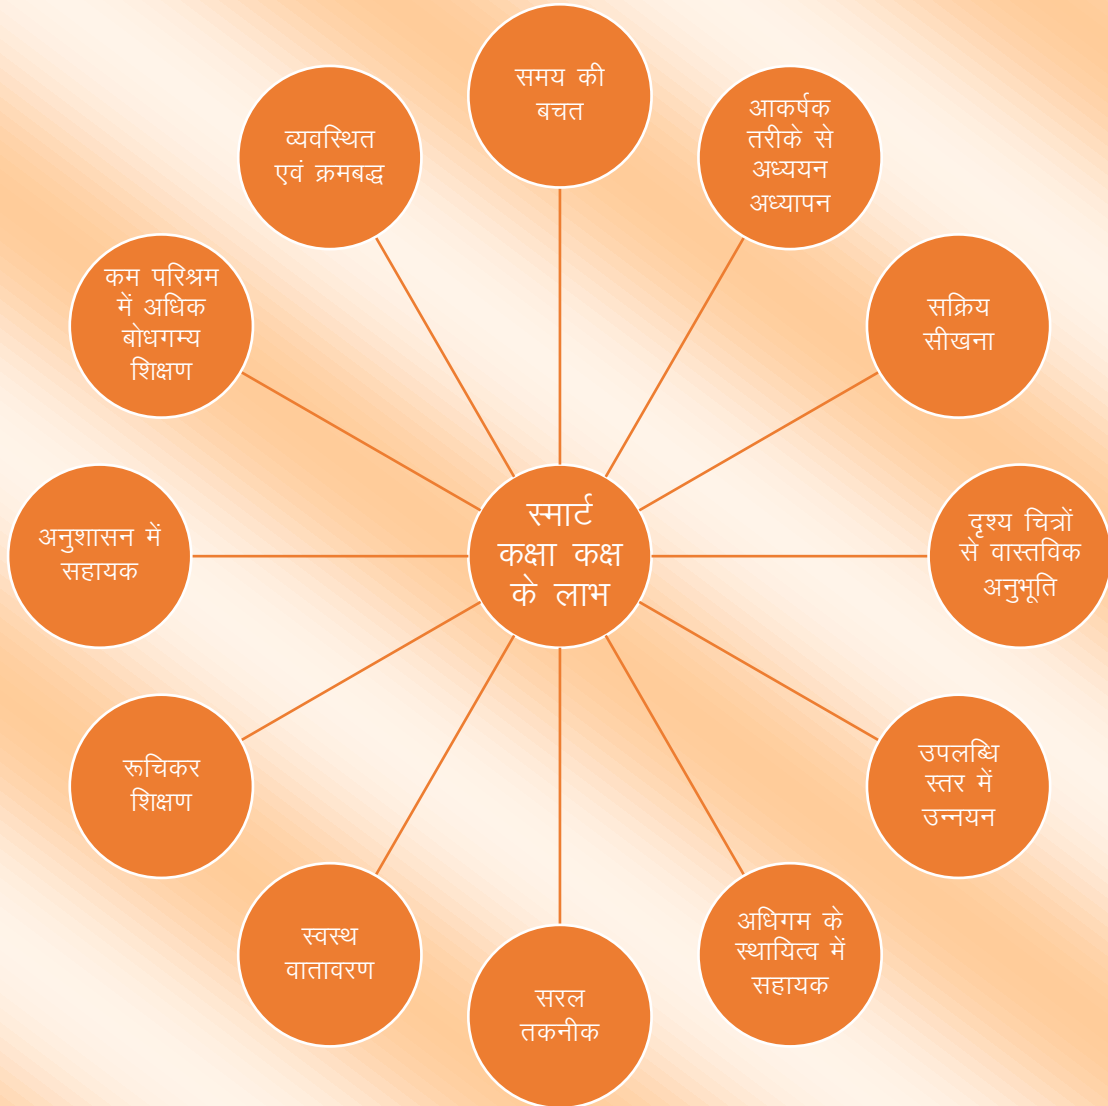 समय की
बचत
आकर्षक
तरीके से
अध्ययन
अध्यापन
सक्रिय
सीखना
दृश्य चित्रों
से वास्तविक
अनुभूति
उपलब्धि
स्तर में
उन्नयन
अधिगम के
स्थायित्व में
सहायक
सरल
तकनीक
स्वस्थ
वातावरण
रूचिकर
शिक्षण
अनुशासन में
सहायक
कम परिश्रम
में अधिक
बोधगम्य
शिक्षण
व्यवस्थित
एवं क्रमबद्ध
स्मार्ट
कक्षा कक्ष
के लाभ